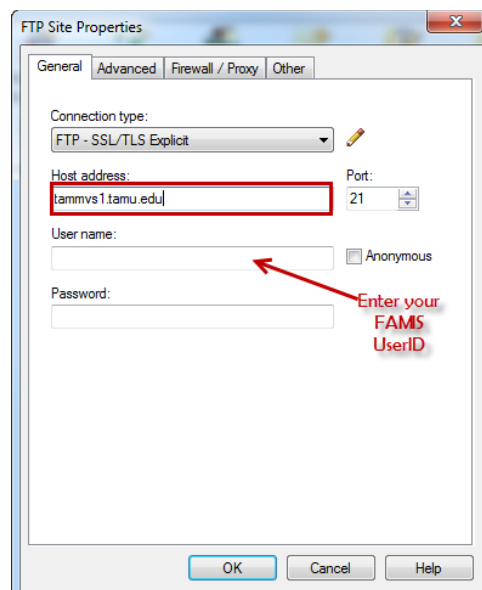 FTP Site Properties
General Advanced Firewall / Proxy Other
Connection type:
FTP - SSL/TLS Explicit
Host address:
Port:
tammvs1.tamu.edu
21
User name:
Anonymous
Password:
Enter your
FAMIS
UserID
OK Cancel Help